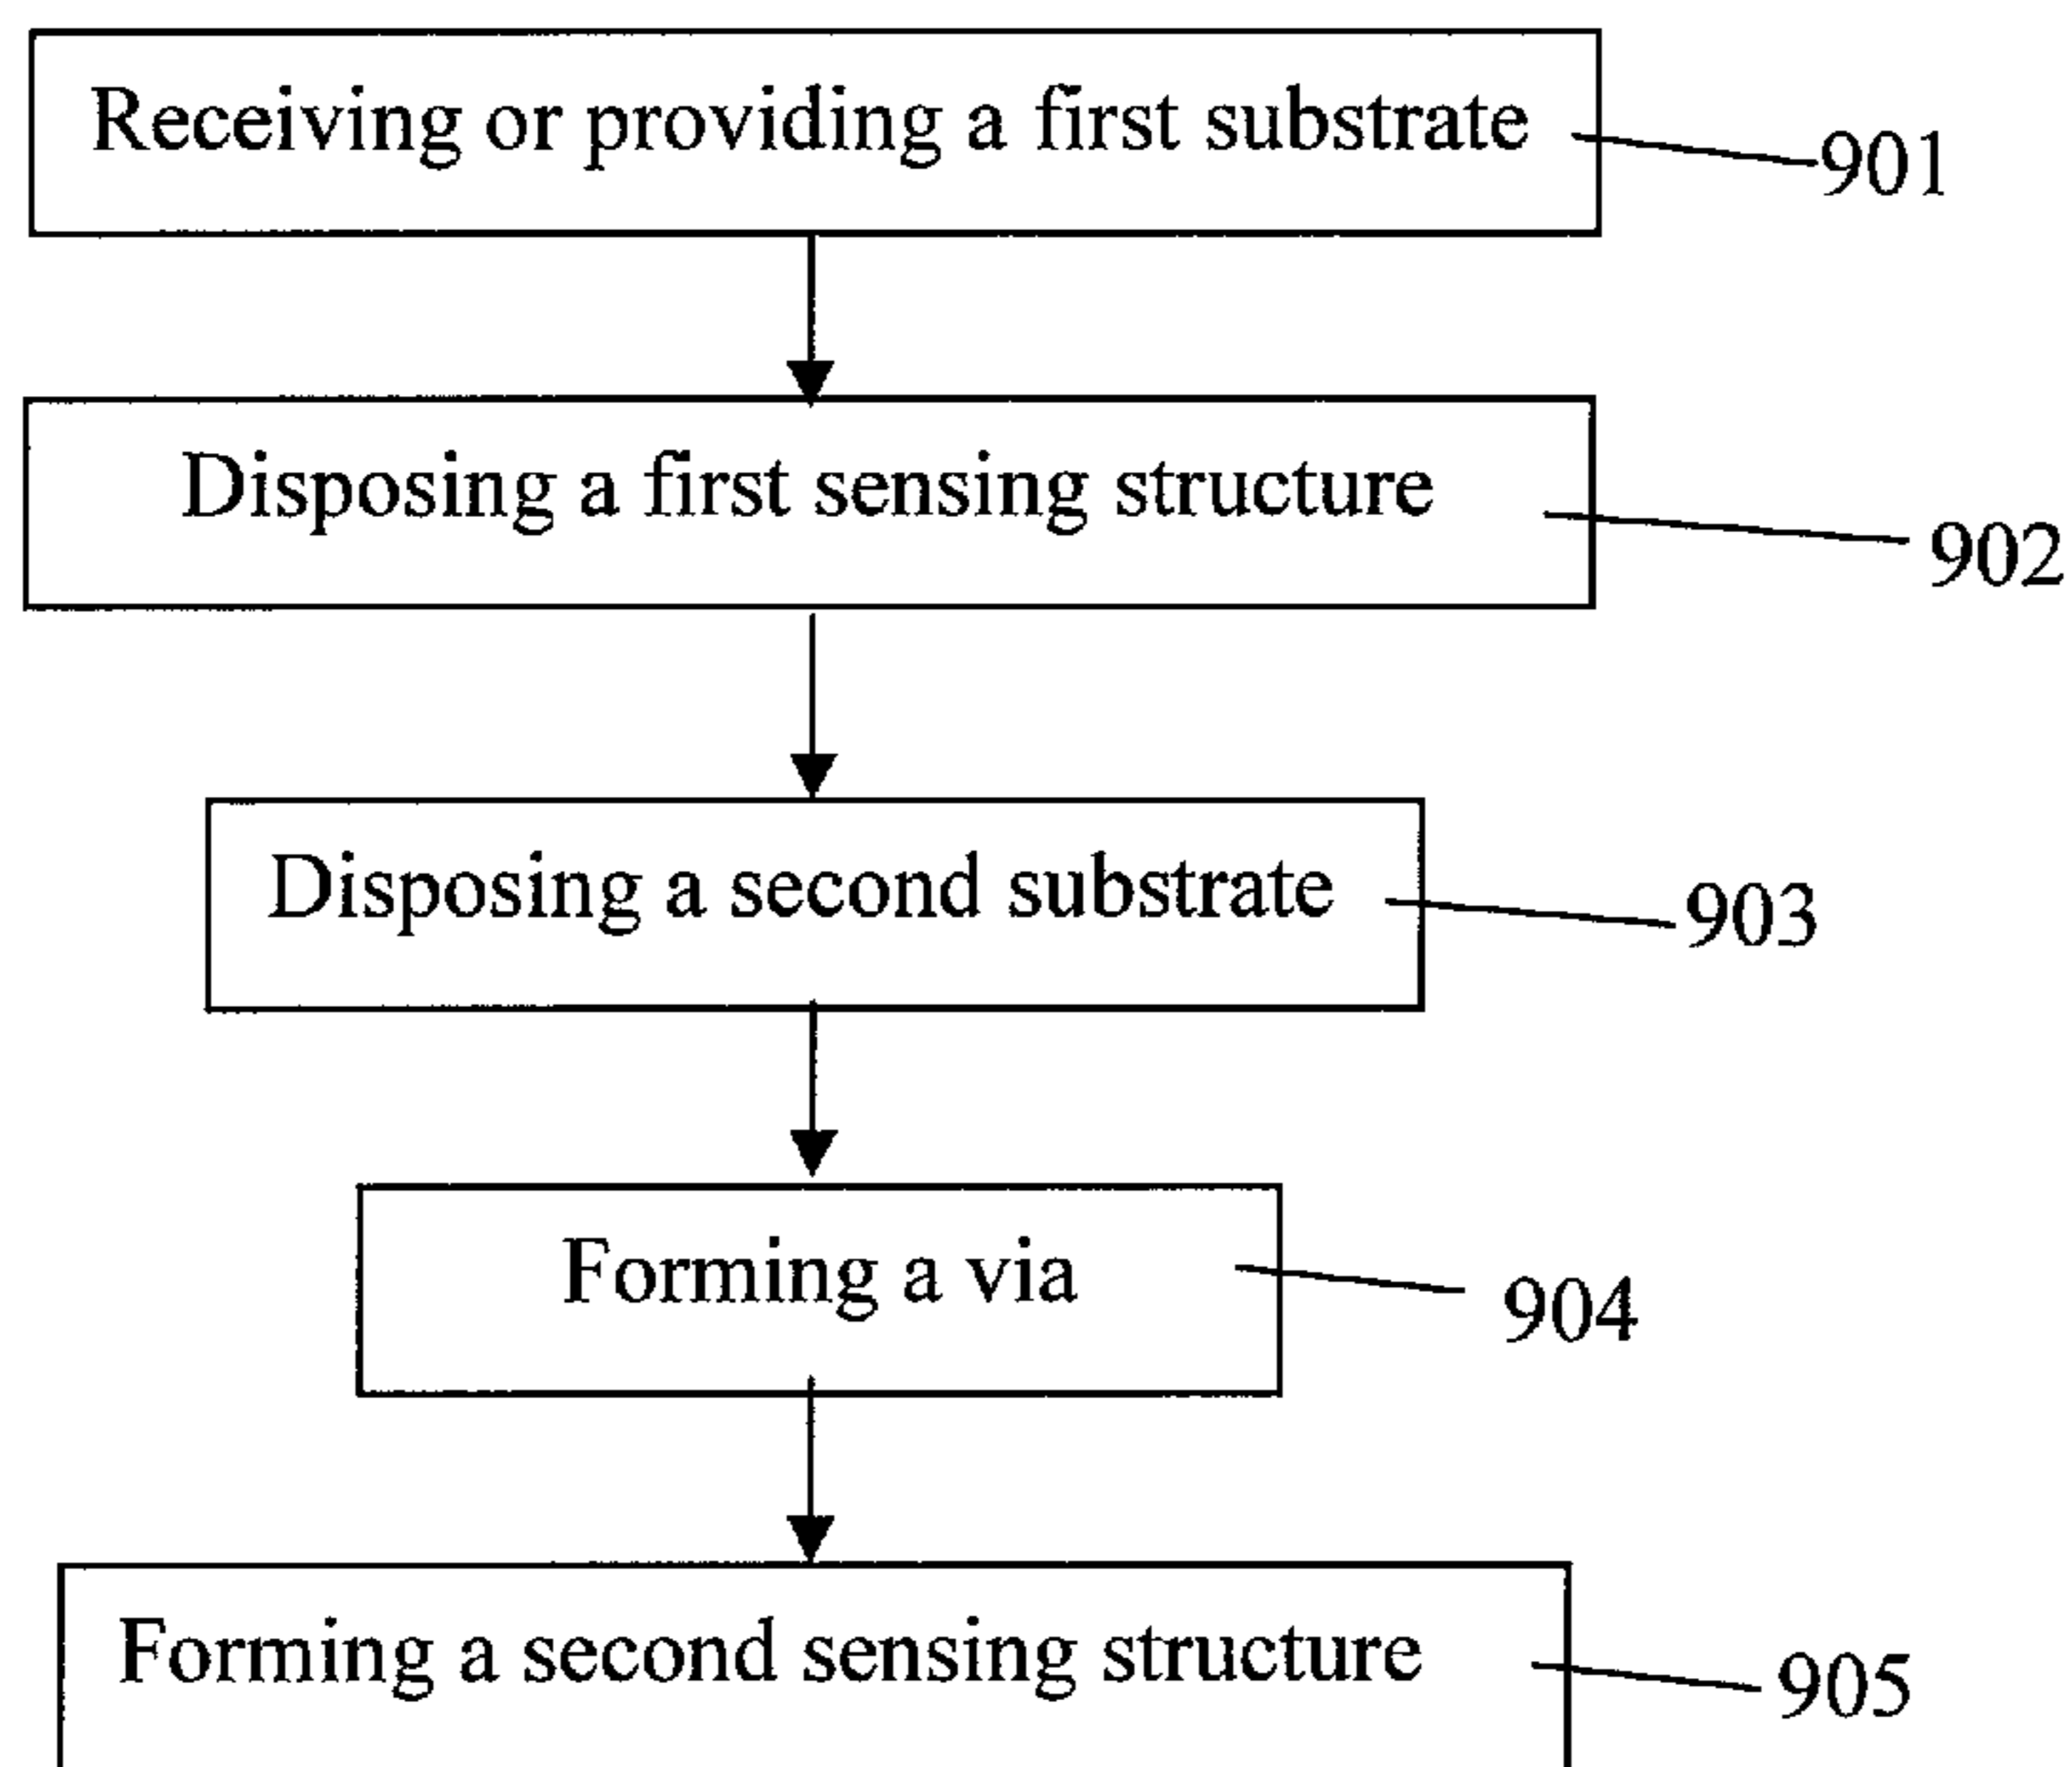 Receiving or providing a first substrate
901
Disposing a first sensing structure
902
Disposing a second substrate
903
Forming a via
904
Forming a second sensing structure
905